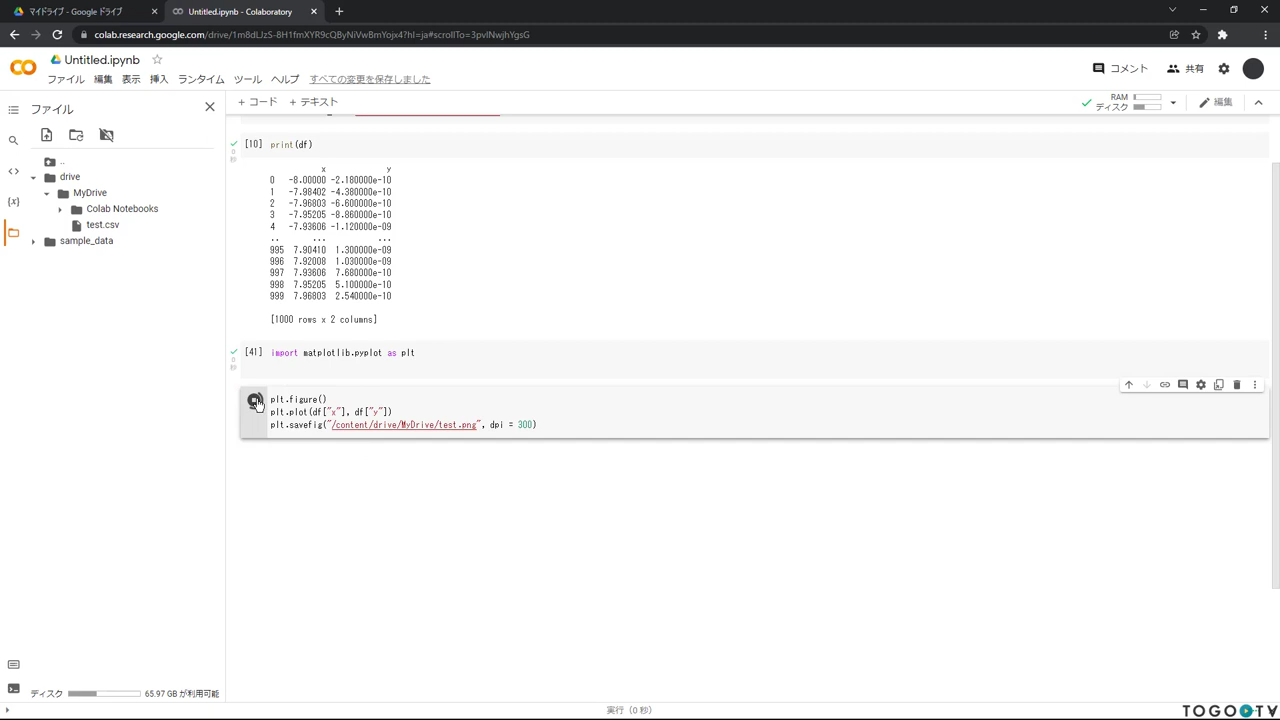 マイドライブ - Google ドライブ
Untitled.ipynb - Colaboratory
colab.research.google.com/drive/1m8dLJzS-8H1fmXYR9cQByNiVwBmYojx4?hl=ja#scrollTo=3pvlNwjhYgsG
Untitled.ipynb
ファイル 編集 表示 挿入 ランタイム ツール ヘルプ すべての変更を保存しました
コメント 共有
ファイル
+ コード + テキスト
RAM
ディスク
編集
..
drive
MyDrive
Colab Notebooks
test.csv
sample_data
[10] print(df)
0
秒
x y
0 -8.00000 -2.180000e-10
1 -7.98402 -4.380000e-10
2 -7.96803 -6.600000e-10
3 -7.95205 -8.860000e-10
4 -7.93606 -1.120000e-09
.. ... ...
995 7.90410 1.300000e-09
996 7.92008 1.030000e-09
997 7.93606 7.680000e-10
998 7.95205 5.100000e-10
999 7.96803 2.540000e-10
[1000 rows x 2 columns]
[41] import matplotlib.pyplot as plt
0
秒
plt.figure()
plt.plot(df["x"], df["y"])
plt.savefig("/content/drive/MyDrive/test.png", dpi = 300)
ディスク 65.97 GB が利用可能
実行 (0 秒)
TOGOTV